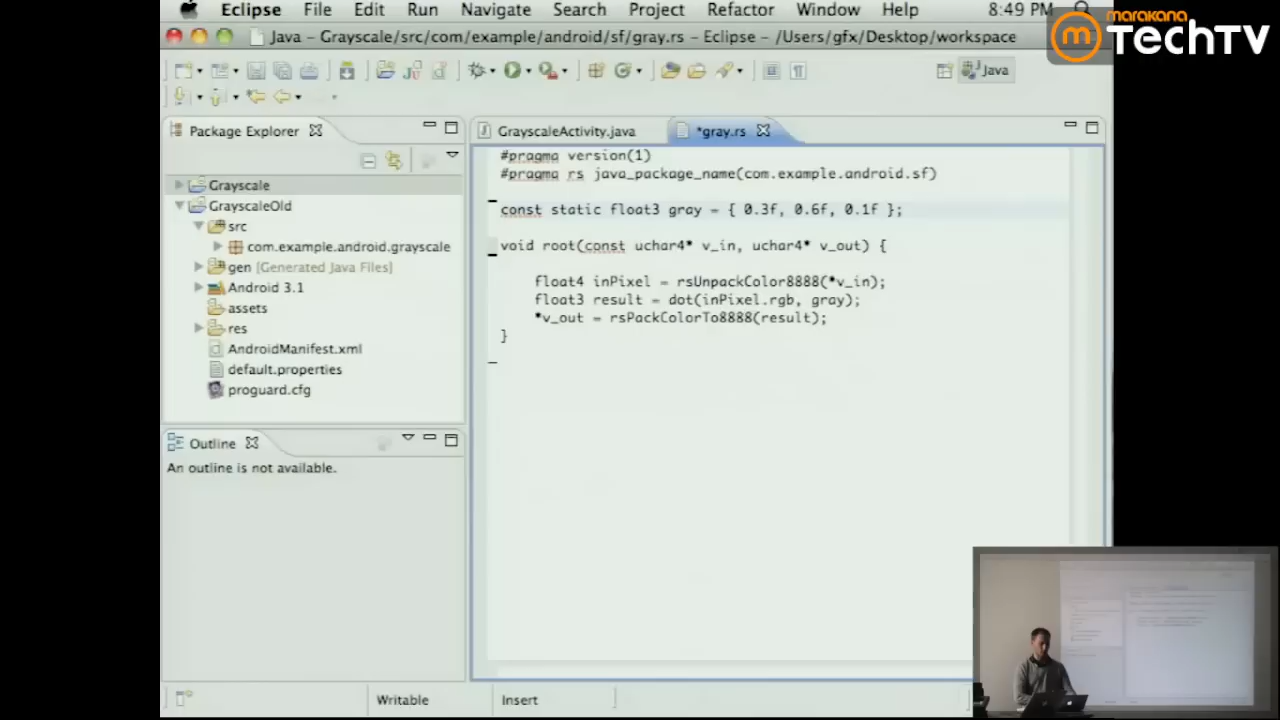 Eclipse File Edit Run Navigate Search Project Refactor Window Help 8:49 PM
marakana
m TechTV
Java – Grayscale/src/com/example/android/sf/gray.rs – Eclipse – /Users/gfx/Desktop/workspace
Java
Package Explorer
GrayscaleActivity.java
*gray.rs
Grayscale
GrayscaleOld
src
com.example.android.grayscale
gen [Generated Java Files]
Android 3.1
assets
res
AndroidManifest.xml
default.properties
proguard.cfg
#pragma version(1)
#pragma rs java_package_name(com.example.android.sf)
const static float3 gray = { 0.3f, 0.6f, 0.1f };
void root(const uchar4* v_in, uchar4* v_out) {
float4 inPixel = rsUnpackColor8888(*v_in);
float3 result = dot(inPixel.rgb, gray);
*v_out = rsPackColorTo8888(result);
}
Outline
An outline is not available.
Writable
Insert